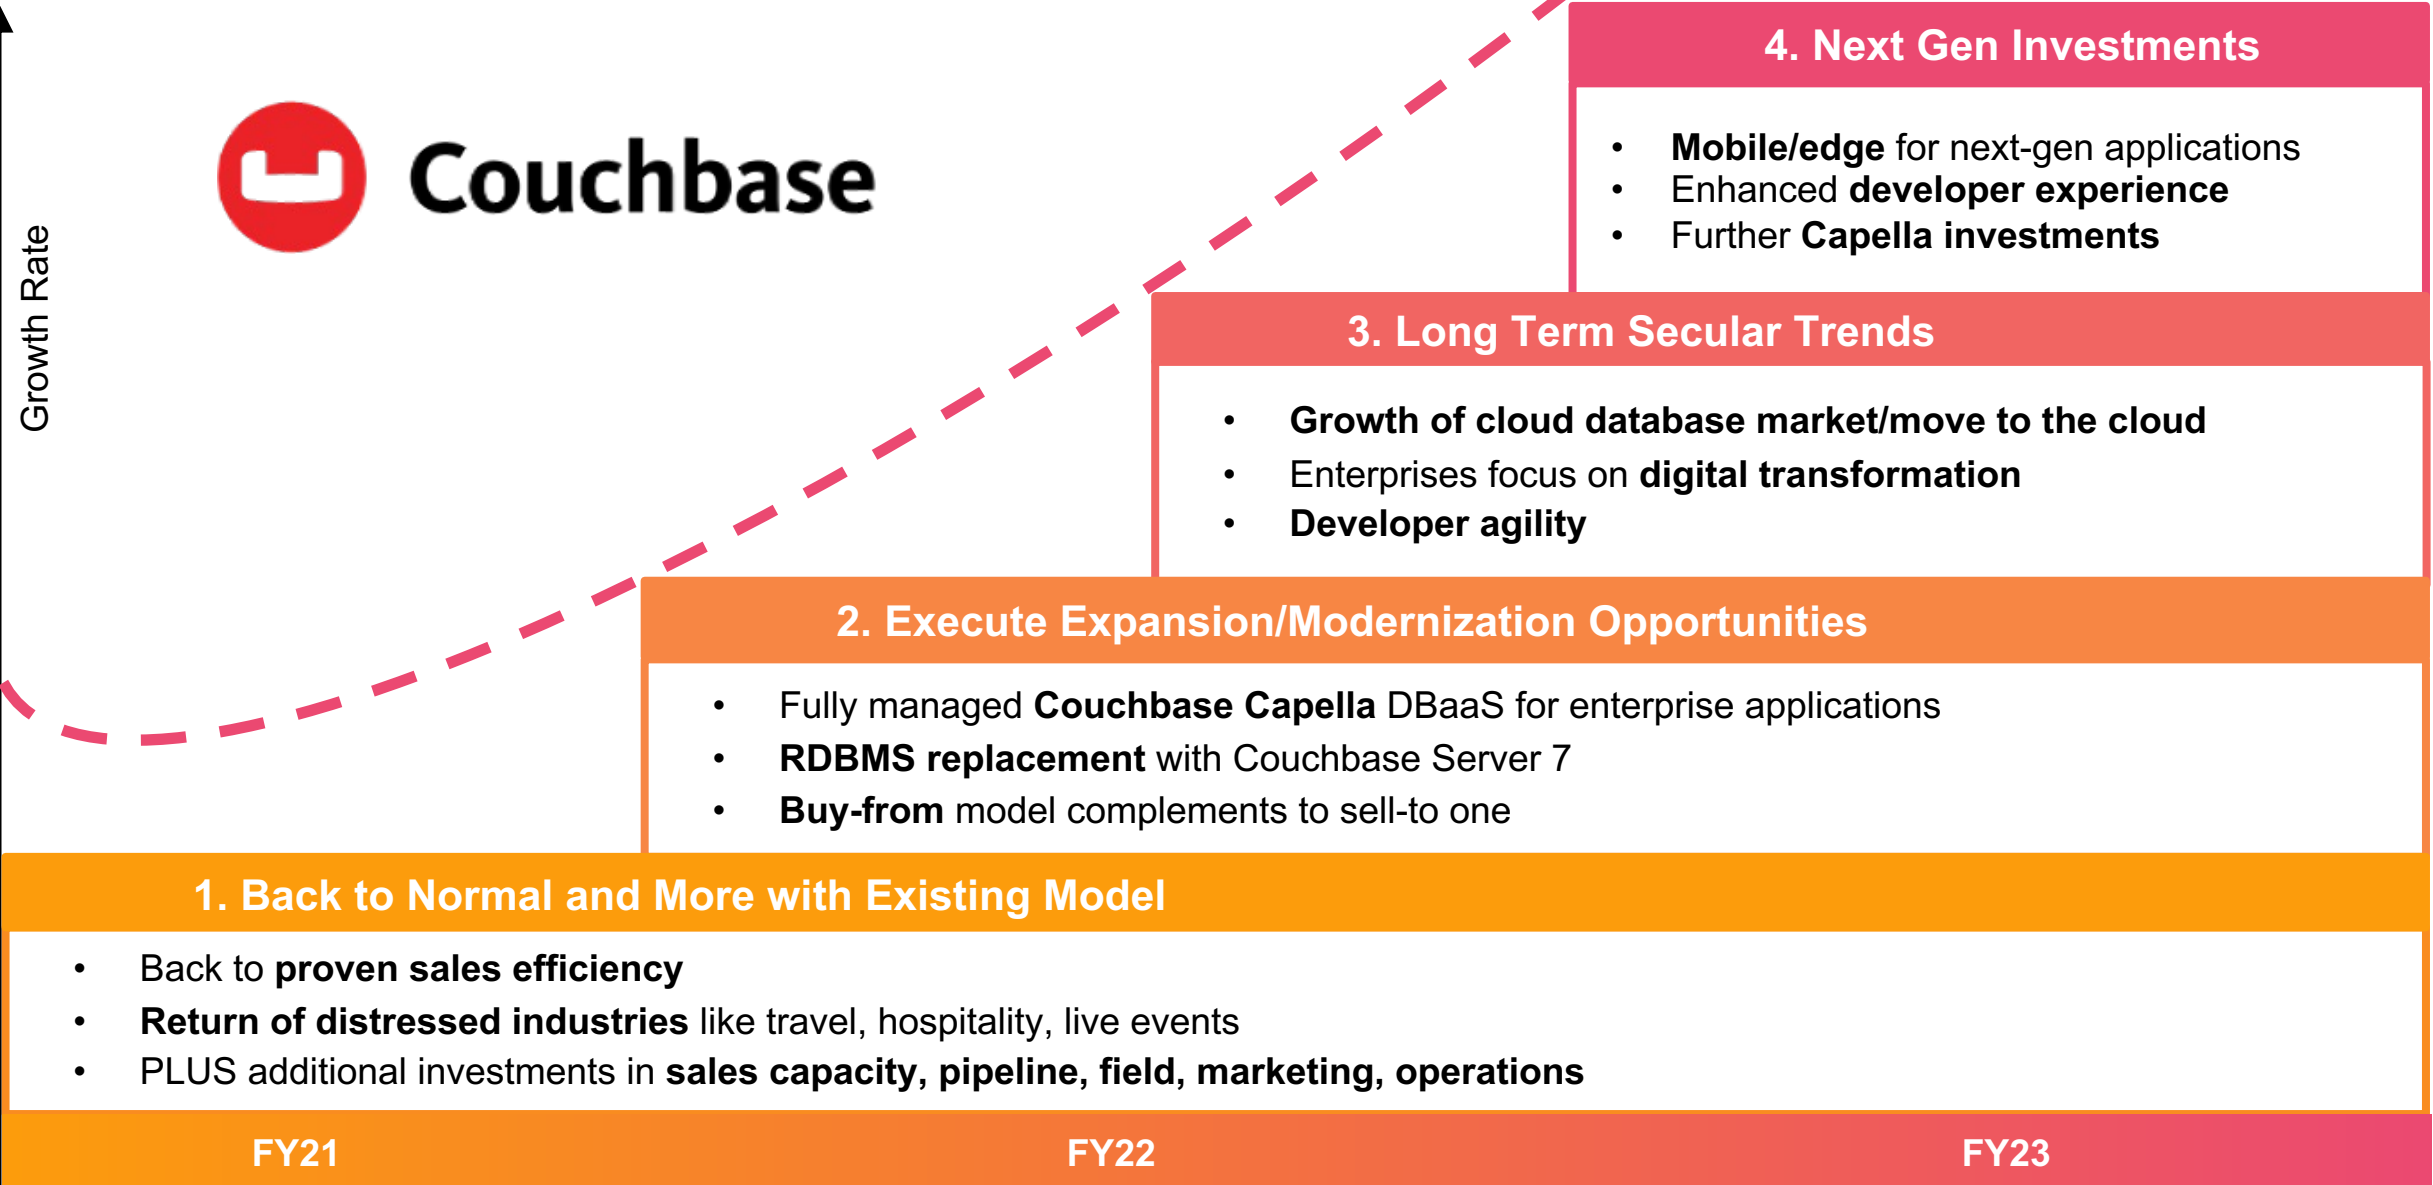 Couchbase
Growth Rate
4. Next Gen Investments
• Mobile/edge for next-gen applications
• Enhanced developer experience
• Further Capella investments
3. Long Term Secular Trends
• Growth of cloud database market/move to the cloud
• Enterprises focus on digital transformation
• Developer agility
2. Execute Expansion/Modernization Opportunities
• Fully managed Couchbase Capella DBaaS for enterprise applications
• RDBMS replacement with Couchbase Server 7
• Buy-from model complements to sell-to one
1. Back to Normal and More with Existing Model
• Back to proven sales efficiency
• Return of distressed industries like travel, hospitality, live events
• PLUS additional investments in sales capacity, pipeline, field, marketing, operations
FY21 FY22 FY23